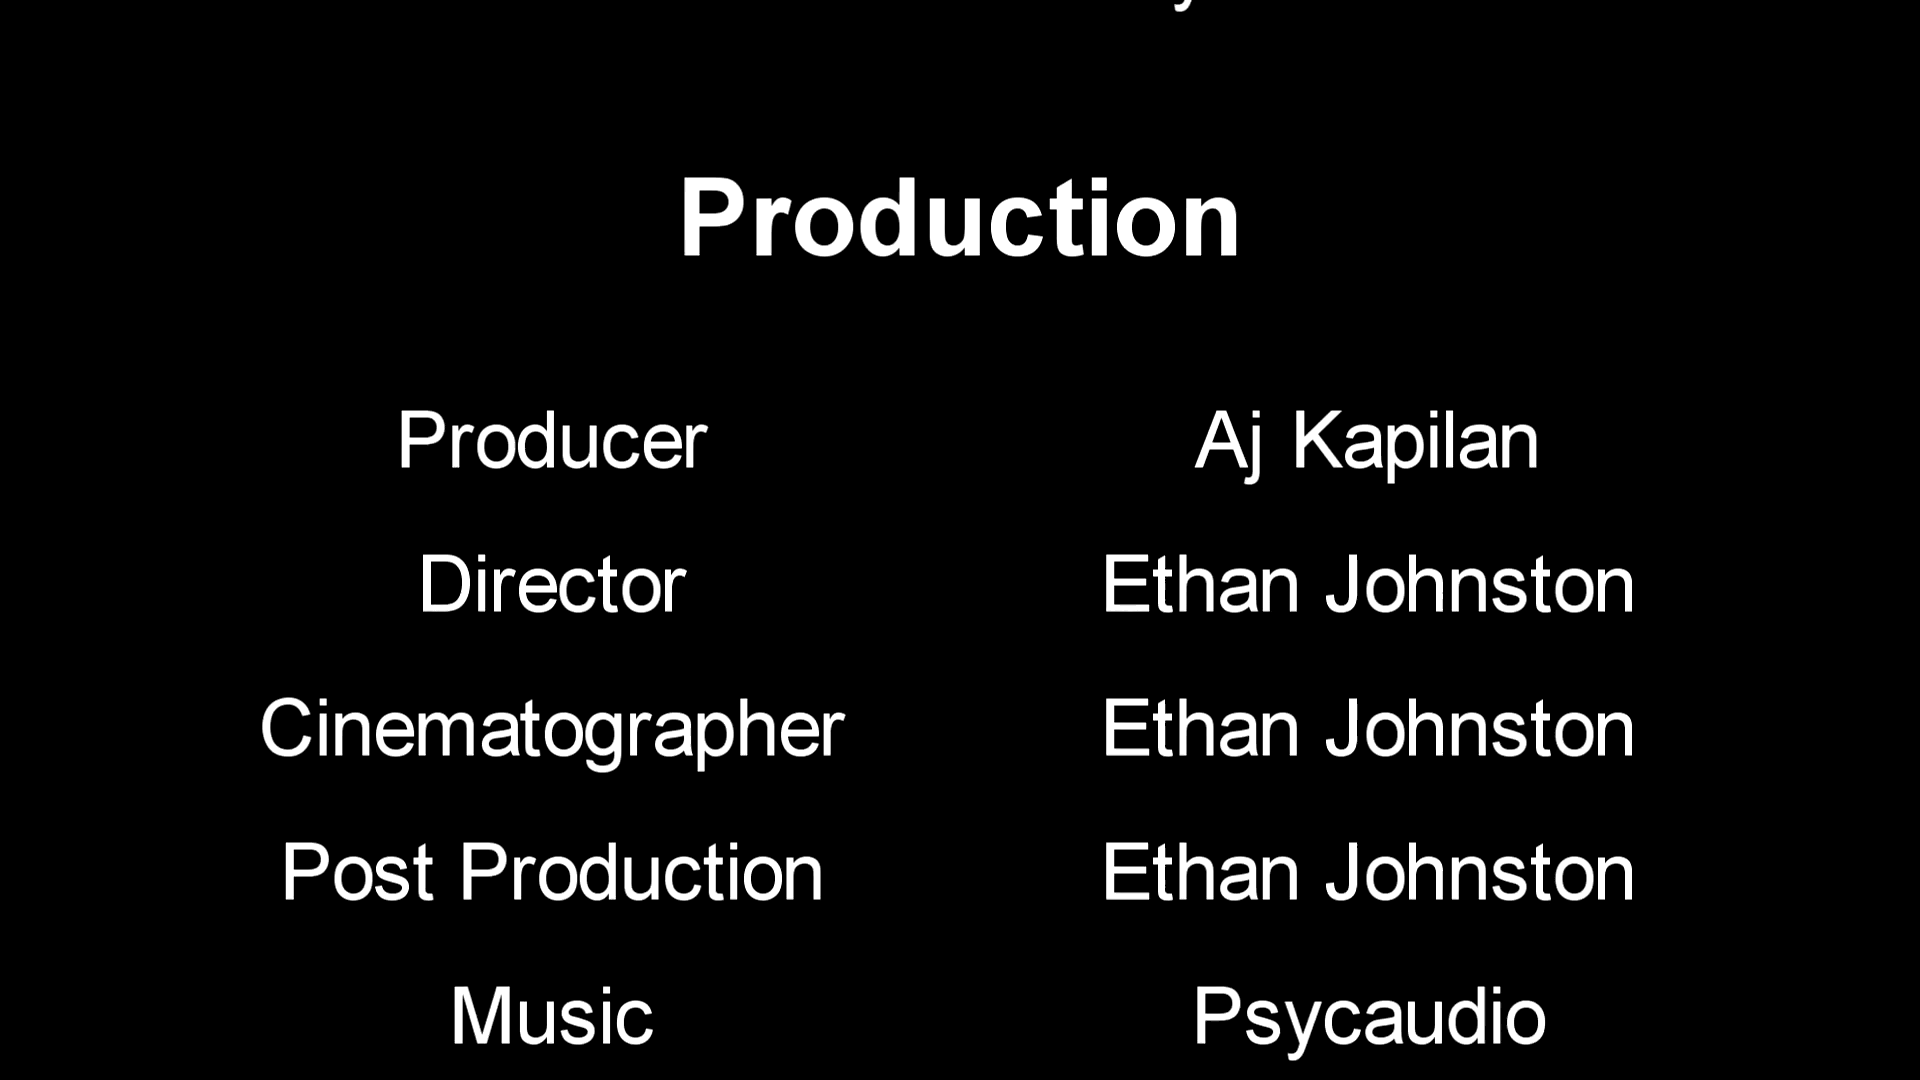 Production
Producer Aj Kapilan
Director Ethan Johnston
Cinematographer Ethan Johnston
Post Production Ethan Johnston
Music Psycaudio